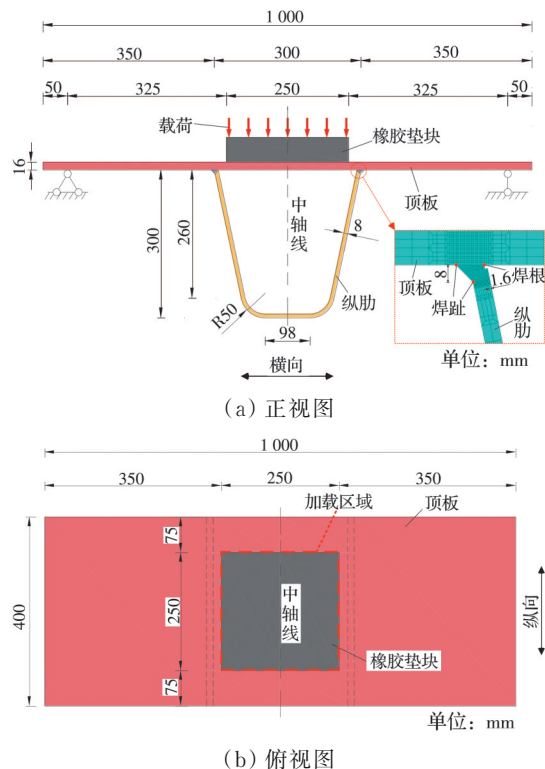 1 000
350 300 350
50 325 250 325 50
载荷
橡胶垫块
16
顶板
300
260
中轴线
8
纵肋
R50
98
横向
顶板
8
焊趾
焊根
1.6
纵肋
单位：mm
(a) 正视图
1 000
350 250 350
加载区域
顶板
400
75
250
75
中轴线
橡胶垫块
纵向
单位：mm
(b) 俯视图